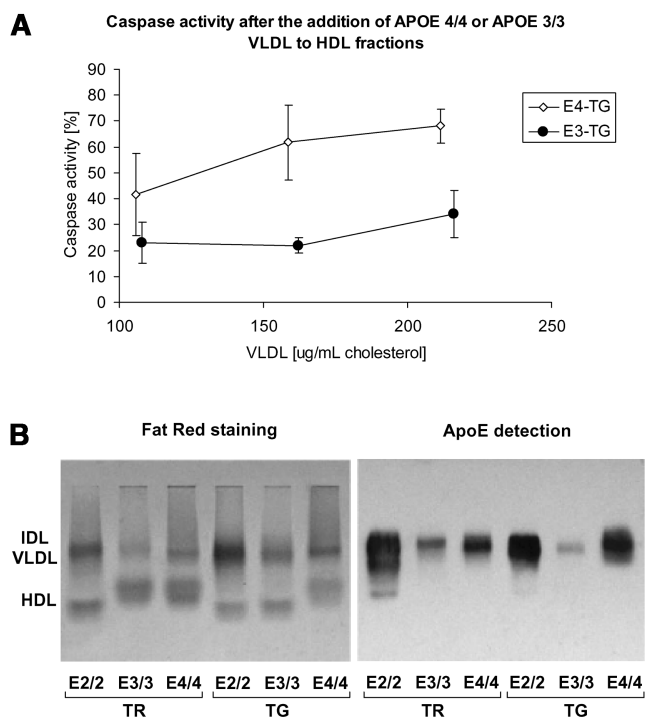 A
Caspase activity after the addition of APOE 4/4 or APOE 3/3
VLDL to HDL fractions
Caspase activity [%]
90
80
70
60
50
40
30
20
10
0
100 150 200 250
VLDL [ug/mL cholesterol]
E4-TG
E3-TG
B
Fat Red staining ApoE detection
IDL
VLDL
HDL
E2/2 E3/3 E4/4 E2/2 E3/3 E4/4 E2/2 E3/3 E4/4 E2/2 E3/3 E4/4
TR TG TR TG